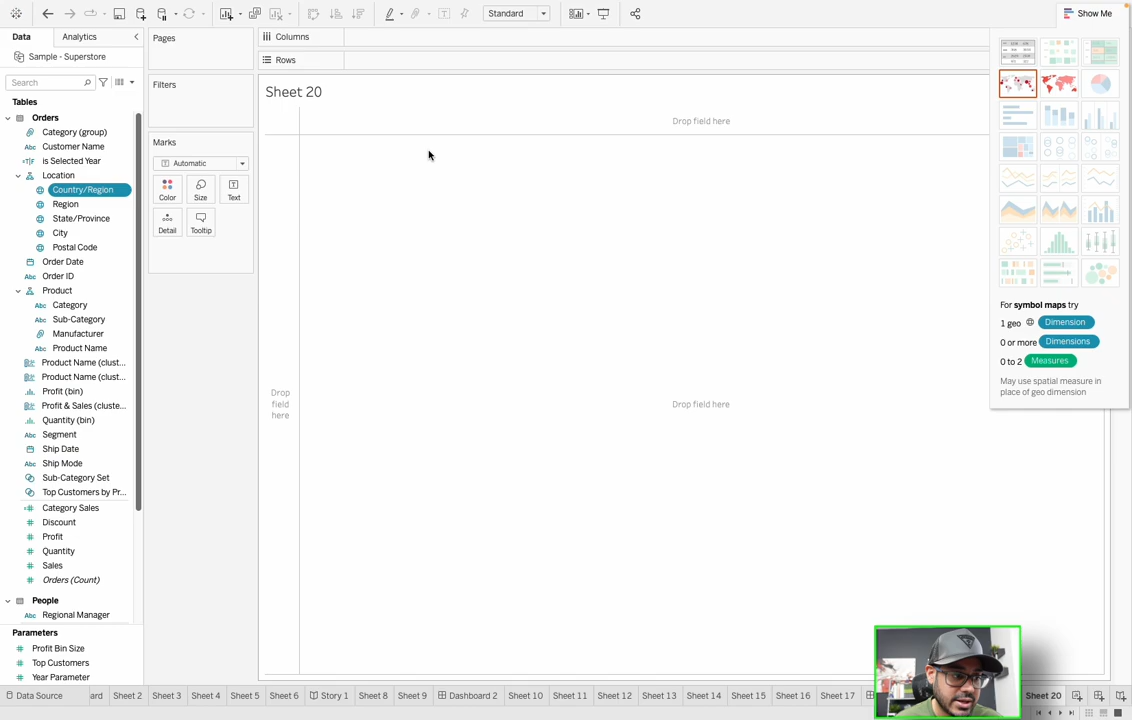 Standard
Show Me
Data
Analytics
Pages
Columns
Rows
Sample - Superstore
Search
Filters
Sheet 20
Tables
Drop field here
Orders
Category (group)
Customer Name
Marks
is Selected Year
Automatic
Location
Country/Region
Color
Size
Text
Region
State/Province
Detail
Tooltip
City
Postal Code
Order Date
Order ID
Product
Category
Sub-Category
Manufacturer
Product Name
Product Name (clust...
Product Name (clust...
Profit (bin)
Profit & Sales (cluste...
Quantity (bin)
Segment
Ship Date
Ship Mode
Sub-Category Set
Top Customers by Pr...
Category Sales
Discount
Profit
Quantity
Sales
Orders (Count)
People
Regional Manager
Parameters
Profit Bin Size
Top Customers
Year Parameter
Drop
field
here
Drop field here
For symbol maps try
1 geo Dimension
0 or more Dimensions
0 to 2 Measures
May use spatial measure in
place of geo dimension
Data Source
ard
Sheet 2
Sheet 3
Sheet 4
Sheet 5
Sheet 6
Story 1
Sheet 8
Sheet 9
Dashboard 2
Sheet 10
Sheet 11
Sheet 12
Sheet 13
Sheet 14
Sheet 15
Sheet 16
Sheet 17
Sheet 20